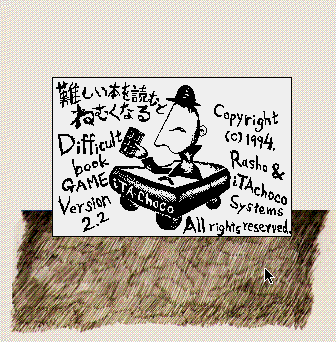 難しい本を読むと
ねむくなる
Difficult
book
GAME
Version
2.2
iTAchoco
Copyright
(C) 1994.
Rasho &
iTAchoco
Systems
All rights reserved.